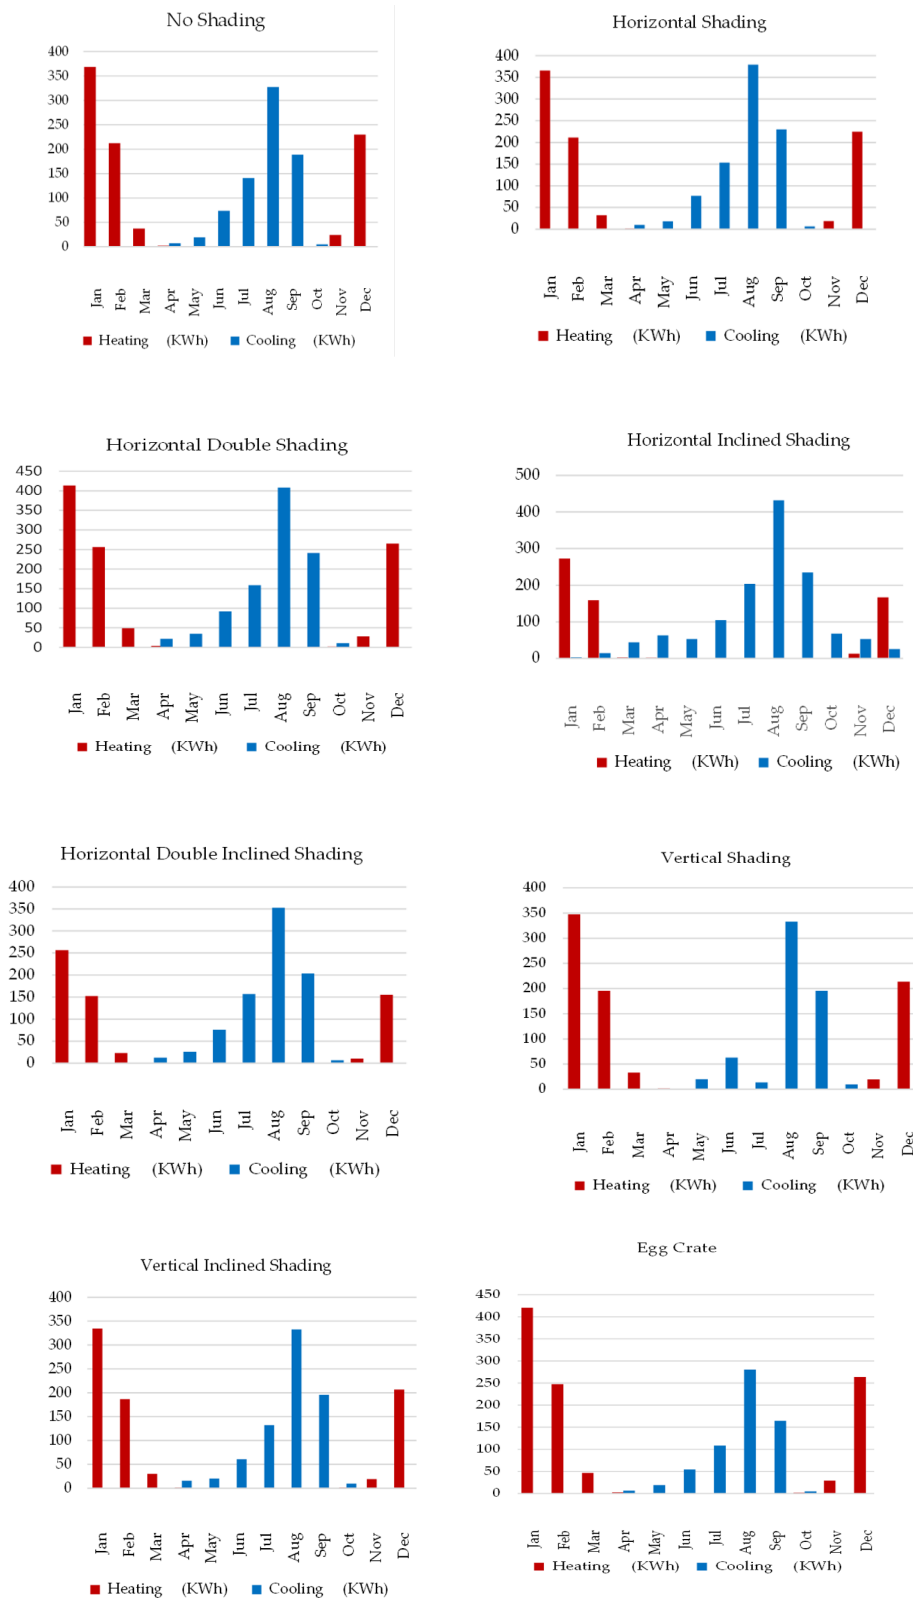 No Shading
400
350
300
250
200
150
100
50
0
Jan Feb Mar Apr May Jun Jul Aug Sep Oct Nov Dec
Heating (KWh) Cooling (KWh)
Horizontal Shading
400
350
300
250
200
150
100
50
0
Jan Feb Mar Apr May Jun Jul Aug Sep Oct Nov Dec
Heating (KWh) Cooling (KWh)
Horizontal Double Shading
450
400
350
300
250
200
150
100
50
0
Jan Feb Mar Apr May Jun Jul Aug Sep Oct Nov Dec
Heating (KWh) Cooling (KWh)
Horizontal Inclined Shading
500
400
300
200
100
0
Jan Feb Mar Apr May Jun Jul Aug Sep Oct Nov Dec
Heating (KWh) Cooling (KWh)
Horizontal Double Inclined Shading
400
350
300
250
200
150
100
50
0
Jan Feb Mar Apr May Jun Jul Aug Sep Oct Nov Dec
Heating (KWh) Cooling (KWh)
Vertical Shading
400
350
300
250
200
150
100
50
0
Jan Feb Mar Apr May Jun Jul Aug Sep Oct Nov Dec
Heating (KWh) Cooling (KWh)
Vertical Inclined Shading
400
350
300
250
200
150
100
50
0
Jan Feb Mar Apr May Jun Jul Aug Sep Oct Nov Dec
Heating (KWh) Cooling (KWh)
Egg Crate
450
400
350
300
250
200
150
100
50
0
Jan Feb Mar Apr May Jun Jul Aug Sep Oct Nov Dec
Heating (KWh) Cooling (KWh)